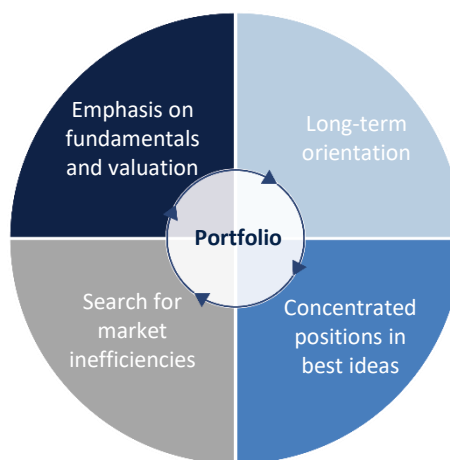 Emphasis on
fundamentals
and valuation
Long-term
orientation
Portfolio
Search for
market
inefficiencies
Concentrated
positions in
best ideas